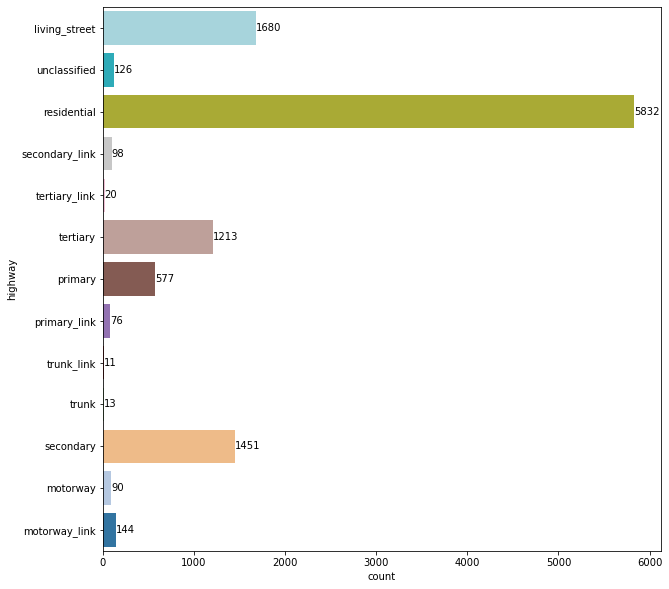 living_street 1680
unclassified 126
residential 5832
secondary_link 98
tertiary_link 20
tertiary 1213
primary 577
primary_link 76
trunk_link 11
trunk 13
secondary 1451
motorway 90
motorway_link 144
highway
0 1000 2000 3000 4000 5000 6000
count